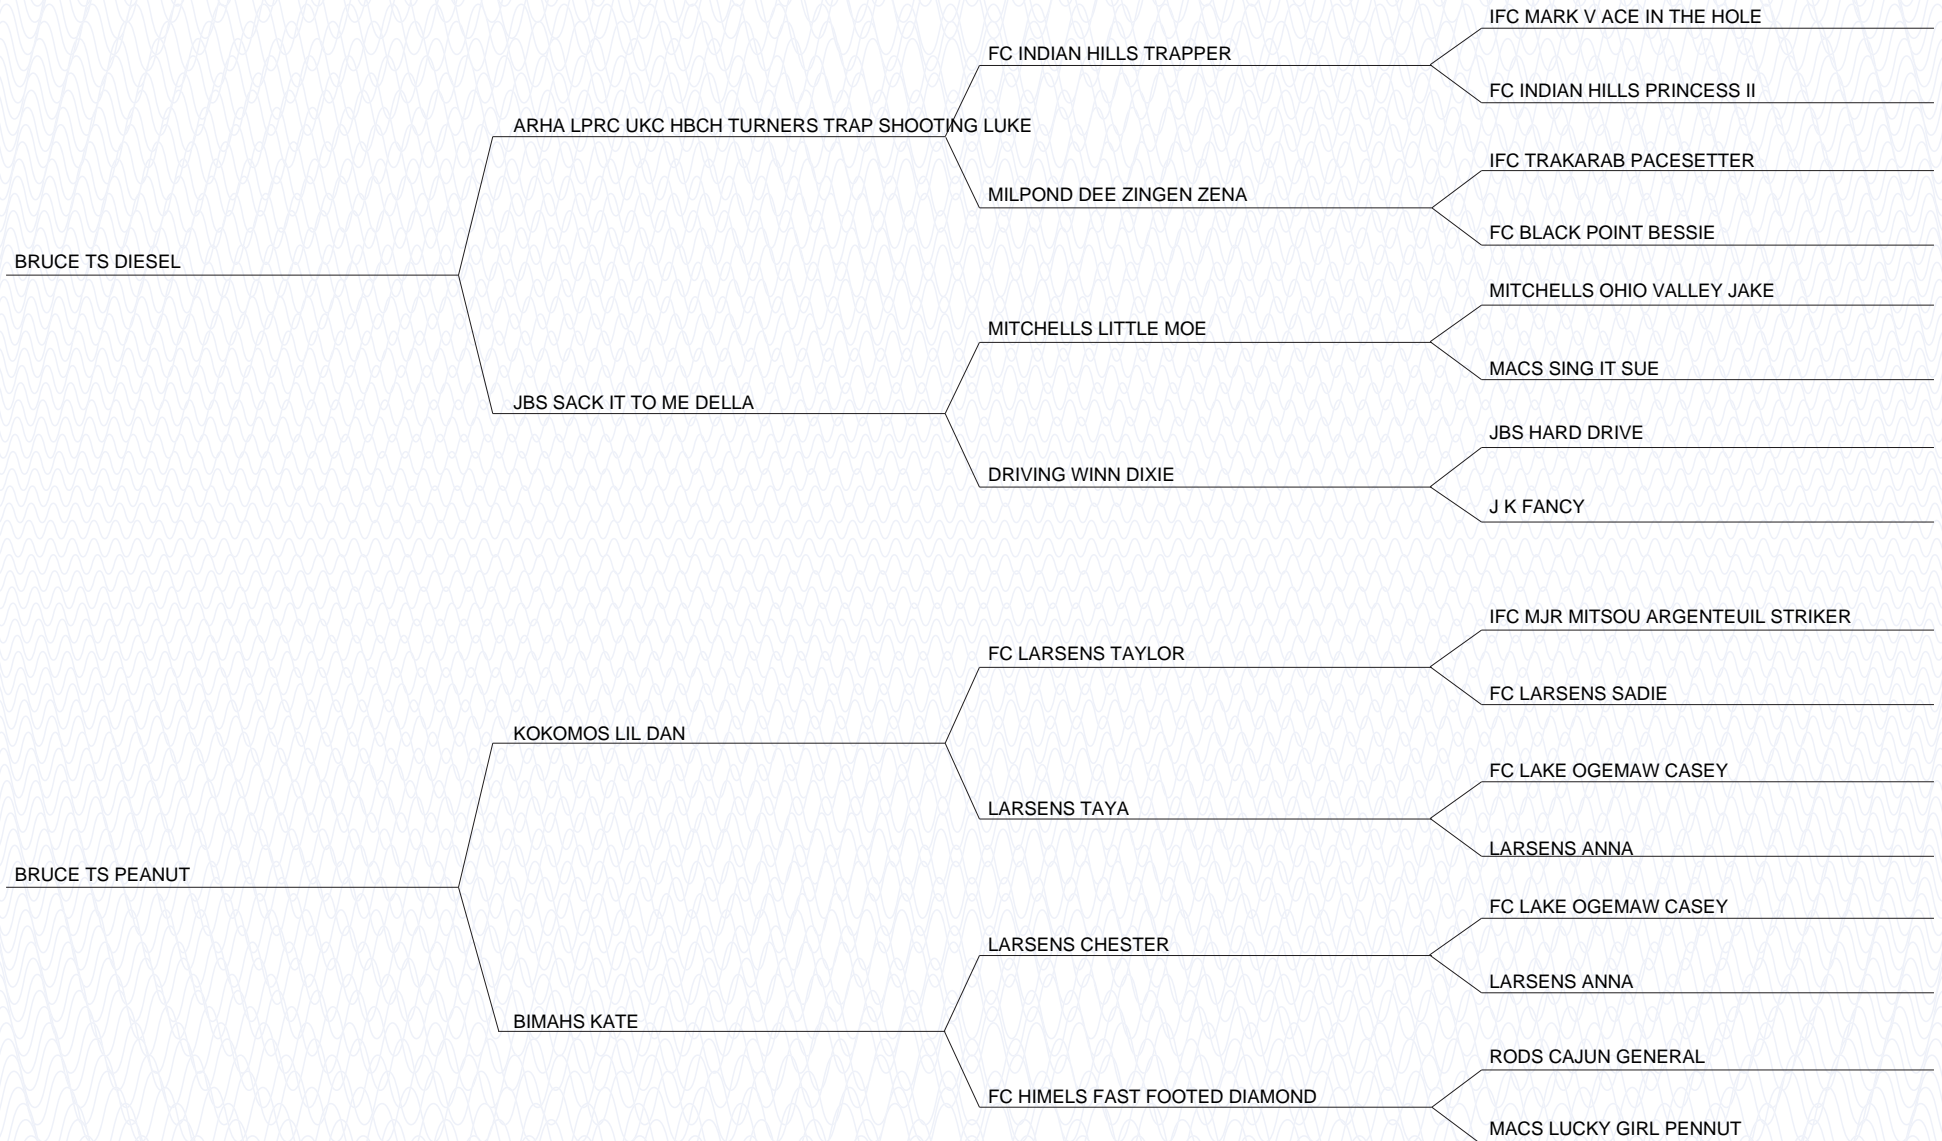 IFC MARK V ACE IN THE HOLE
FC INDIAN HILLS TRAPPER
FC INDIAN HILLS PRINCESS II
ARHA LPRC UKC HBCH TURNERS TRAP SHOOTING LUKE
IFC TRAKARAB PACESETTER
MILPOND DEE ZINGEN ZENA
FC BLACK POINT BESSIE
BRUCE TS DIESEL
MITCHELLS OHIO VALLEY JAKE
MITCHELLS LITTLE MOE
MACS SING IT SUE
JBS SACK IT TO ME DELLA
JBS HARD DRIVE
DRIVING WINN DIXIE
J K FANCY
IFC MJR MITSOU ARGENTEUIL STRIKER
FC LARSENS TAYLOR
FC LARSENS SADIE
KOKOMOS LIL DAN
FC LAKE OGEMAW CASEY
LARSENS TAYA
LARSENS ANNA
BRUCE TS PEANUT
FC LAKE OGEMAW CASEY
LARSENS CHESTER
LARSENS ANNA
BIMAHS KATE
RODS CAJUN GENERAL
FC HIMELS FAST FOOTED DIAMOND
MACS LUCKY GIRL PENNUT